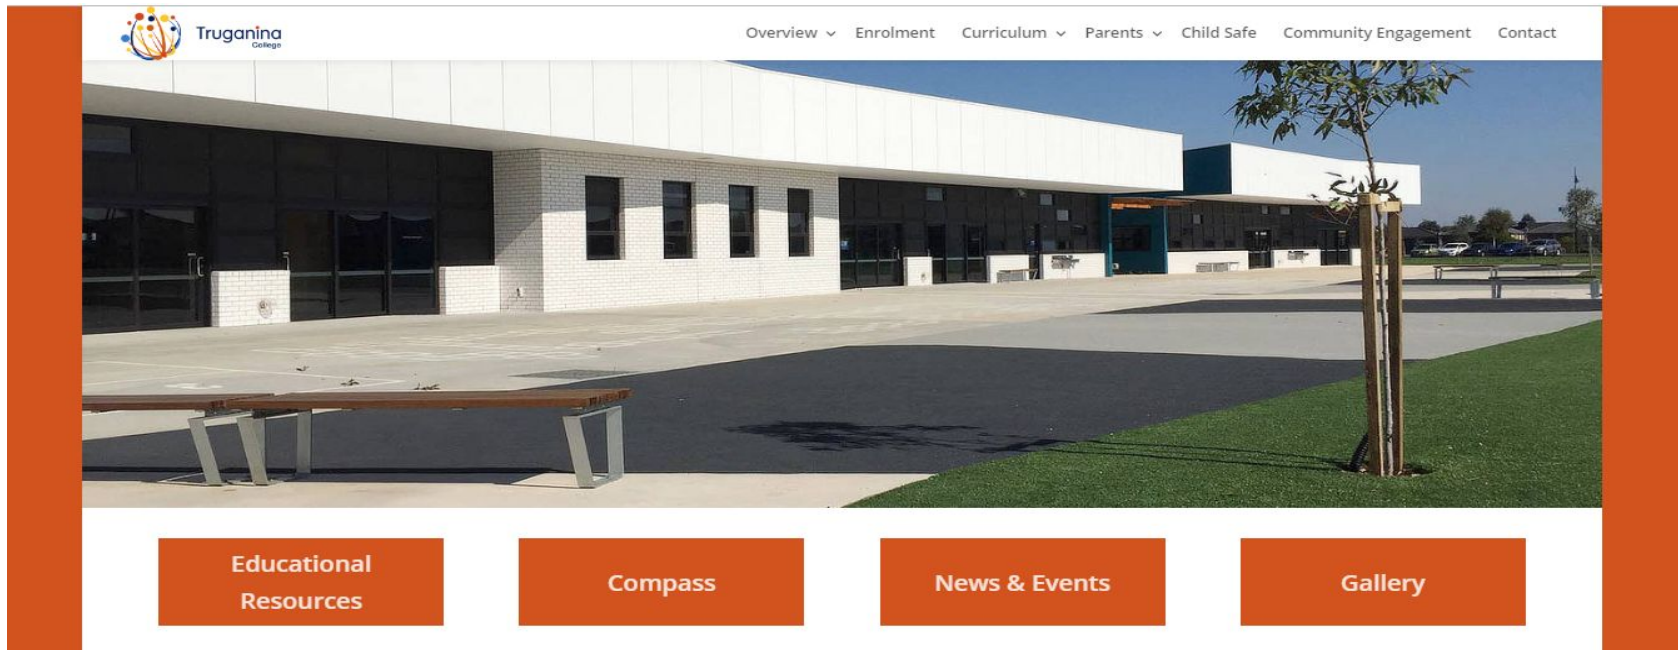 Truganina
College
Overview Enrolment Curriculum Parents Child Safe Community Engagement Contact
Educational
Resources
Compass
News & Events
Gallery